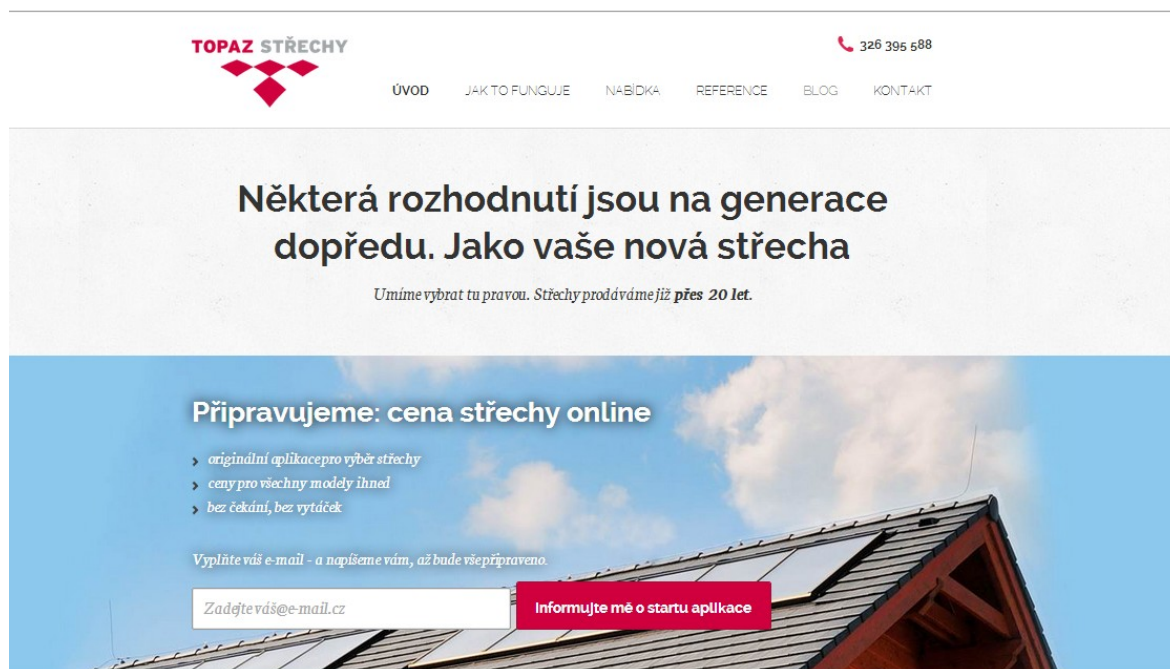 TOPAZ STŘECHY
326 395 588
ÚVOD JAK TO FUNGUJE NABÍDKA REFERENCE BLOG KONTAKT
Některá rozhodnutí jsou na generace
dopředu. Jako vaše nová střecha
Umíme vybrat tu pravou. Střechy prodáváme již přes 20 let.
Připravujeme: cena střechy online
originální aplikace pro výběr střechy
ceny pro všechny modely ihned
bez čekání, bez vytáček
Vyplňte váš e-mail - a napíšeme vám, až bude vše připraveno.
Zadejte váš@e-mail.cz
Informujte mě o startu aplikace